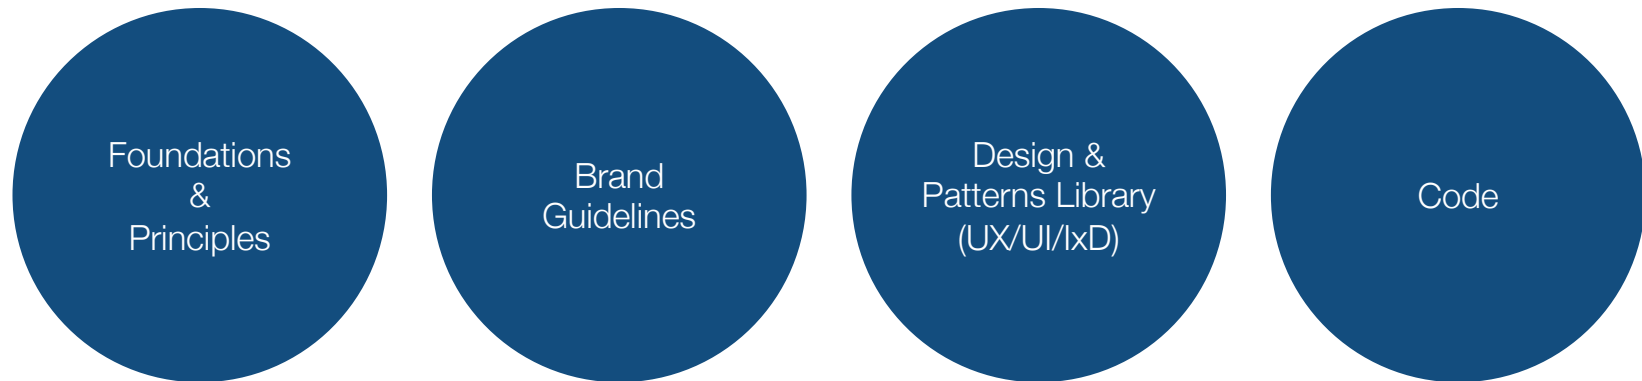 Foundations
&
Principles
Brand
Guidelines
Design &
Patterns Library
(UX/UI/IxD)
Code